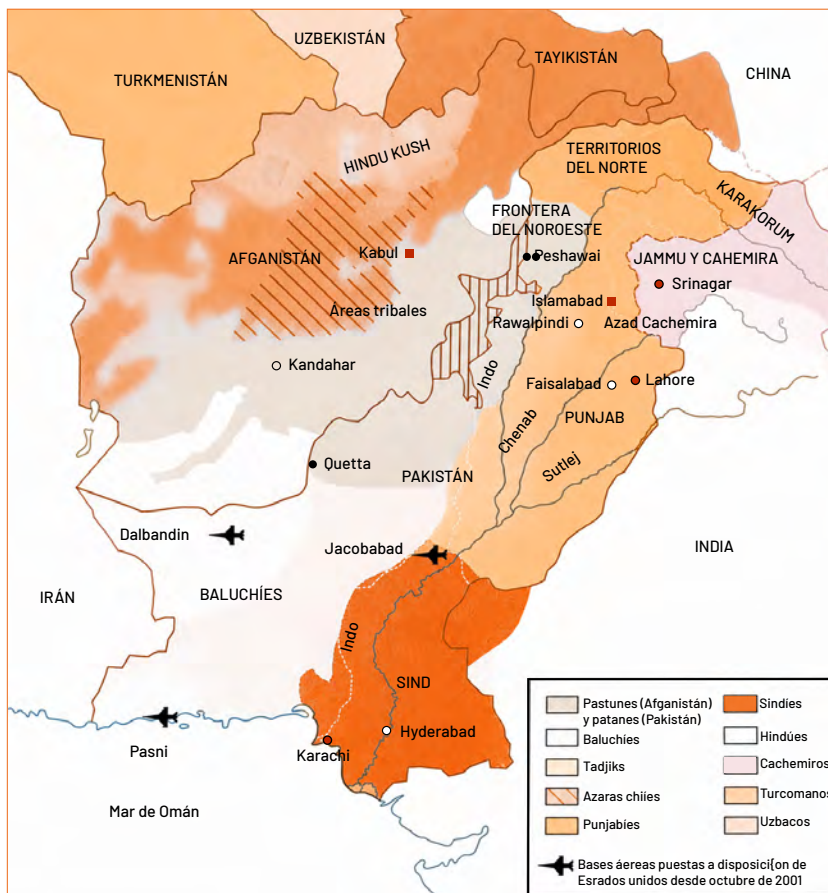 UZBEKISTÁN
TAYIKISTÁN
CHINA
TURKMENISTÁN
HINDU KUSH
TERRITORIOS
DEL NORTE
KARAKORUM
FRONTERA
DEL NOROESTE
Kabul
AFGANISTÁN
Peshawai
JAMMU Y CAHEMIRA
Srinagar
Islamabad
Áreas tribales
Rawalpindi
Azad Cachemira
Kandahar
Indo
Faisalabad
Lahore
Chenab
PUNJAB
Sutlej
Quetta
PAKISTÁN
Dalbandin
Jacobabad
INDIA
IRÁN
BALUCHÍES
Indo
SIND
Hyderabad
Pasni
Karachi
Mar de Omán
Pastunes (Afganistán)
y patanes (Pakistán)
Baluchíes
Tadjiks
Azaras chiíes
Punjabíes
Sindíes
Hindúes
Cachemiros
Turcomanos
Uzbacos
Bases áereas puestas a disposici{on de
Esrados unidos desde octubre de 2001